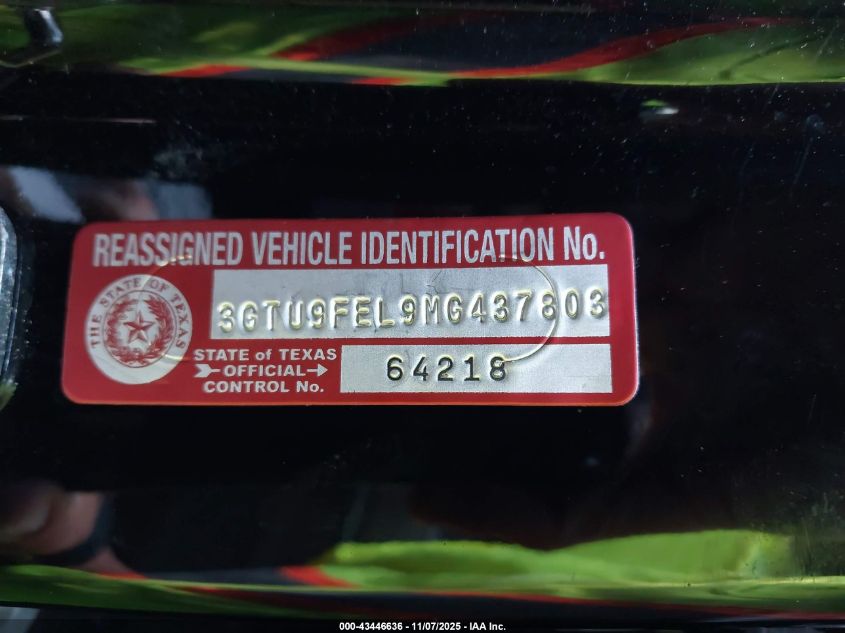 REASSIGNED VEHICLE IDENTIFICATION No.
3GTU9FEL9MG437803
THE STATE OF TEXAS
STATE of TEXAS
OFFICIAL
CONTROL No.
64218
000-43446636 - 11/07/2025 - IAA Inc.